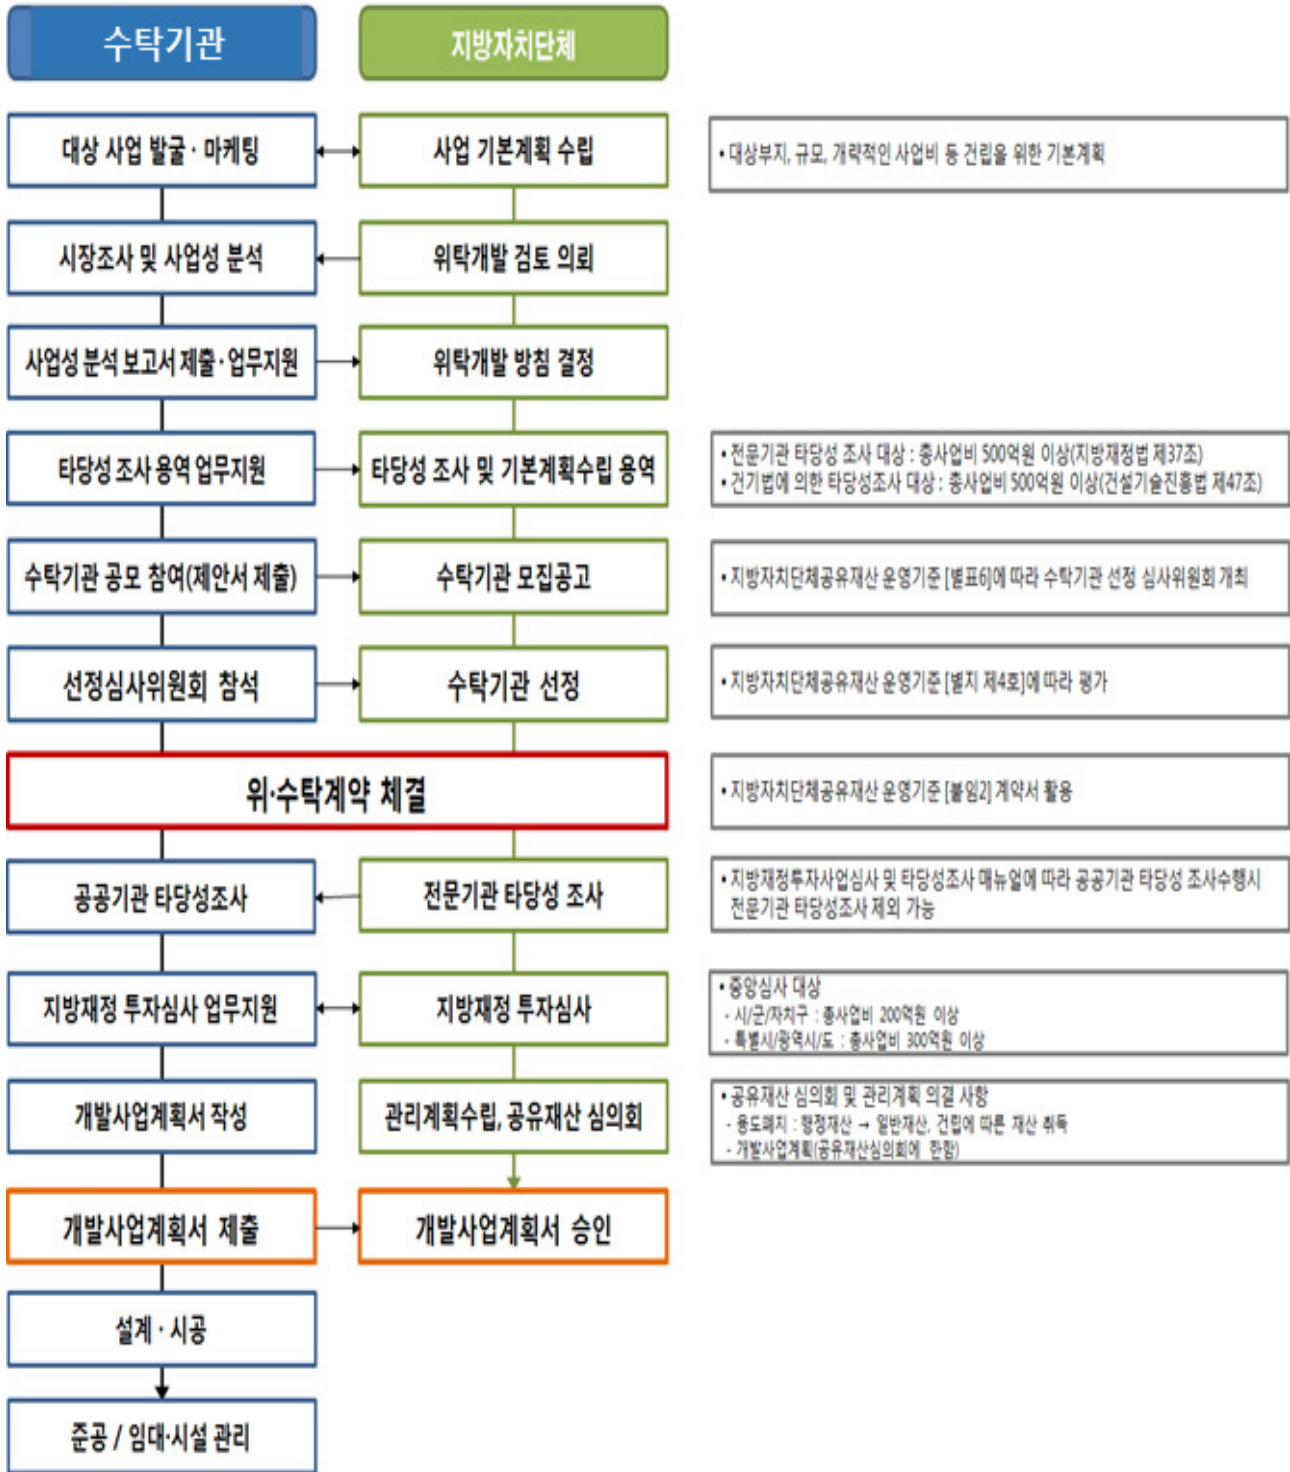 수탁기관
지방자치단체
대상 사업 발굴 · 마케팅
사업 기본계획 수립
• 대상부지, 규모, 개략적인 사업비 등 건립을 위한 기본계획
시장조사 및 사업성 분석
위탁개발 검토 의뢰
사업성 분석 보고서 제출·업무지원
위탁개발 방침 결정
타당성 조사 용역 업무지원
타당성 조사 및 기본계획수립 용역
• 전문기관 타당성 조사 대상 : 총사업비 500억원 이상(지방재정법 제37조)
• 건기법에 의한 타당성조사 대상 : 총사업비 500억원 이상(건설기술진흥법 제47조)
수탁기관 공모 참여(제안서 제출)
수탁기관 모집공고
• 지방자치단체공유재산 운영기준 [별표6]에 따라 수탁기관 선정 심사위원회 개최
선정심사위원회 참석
수탁기관 선정
• 지방자치단체공유재산 운영기준 [별지 제4호]에 따라 평가
위·수탁계약 체결
• 지방자치단체공유재산 운영기준 [붙임2] 계약서 활용
공공기관 타당성조사
전문기관 타당성 조사
• 지방재정투자사업심사 및 타당성조사 매뉴얼에 따라 공공기관 타당성 조사수행시
전문기관 타당성조사 제외 가능
지방재정 투자심사 업무지원
지방재정 투자심사
• 중앙심사 대상
- 시/군/자치구 : 총사업비 200억원 이상
- 특별시/광역시/도 : 총사업비 300억원 이상
개발사업계획서 작성
관리계획수립, 공유재산 심의회
• 공유재산 심의회 및 관리계획 의결 사항
- 용도폐지 : 행정재산 → 일반재산, 건립에 따른 재산 취득
- 개발사업계획(공유재산심의회에 한함)
개발사업계획서 제출
개발사업계획서 승인
설계 · 시공
준공 / 임대·시설 관리